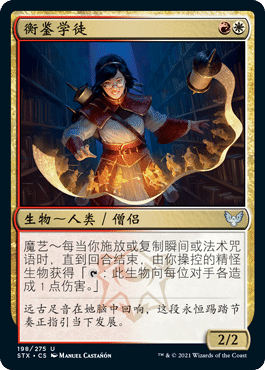 衡鉴学徒
生物～人类／僧侣
魔艺～每当你施放或复制瞬间或法术咒
语时，直到回合结束，由你操控的精怪
生物获得「：此生物向每位对手各造
成1点伤害。」
远古足音在她脑中回响，这段永恒踢踏节
奏正指引当下发展。
2/2
198/275 U
STX • CS MANUEL CASTAÑÓN
™ & © 2021 Wizards of the Coast